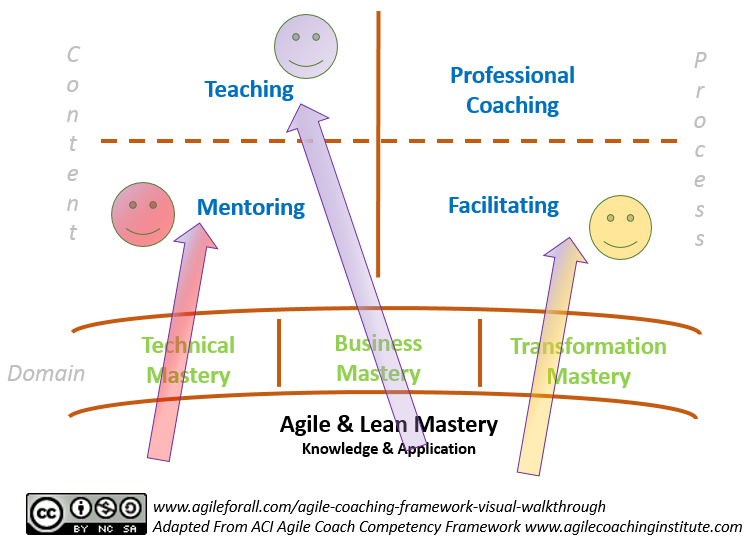 Content
Process
Teaching
Professional
Coaching
Mentoring
Facilitating
Domain
Technical
Mastery
Business
Mastery
Transformation
Mastery
Agile & Lean Mastery
Knowledge & Application
cc
BY NC SA
www.agileforall.com/agile-coaching-framework-visual-walkthrough
Adapted From ACI Agile Coach Competency Framework www.agilecoachinginstitute.com